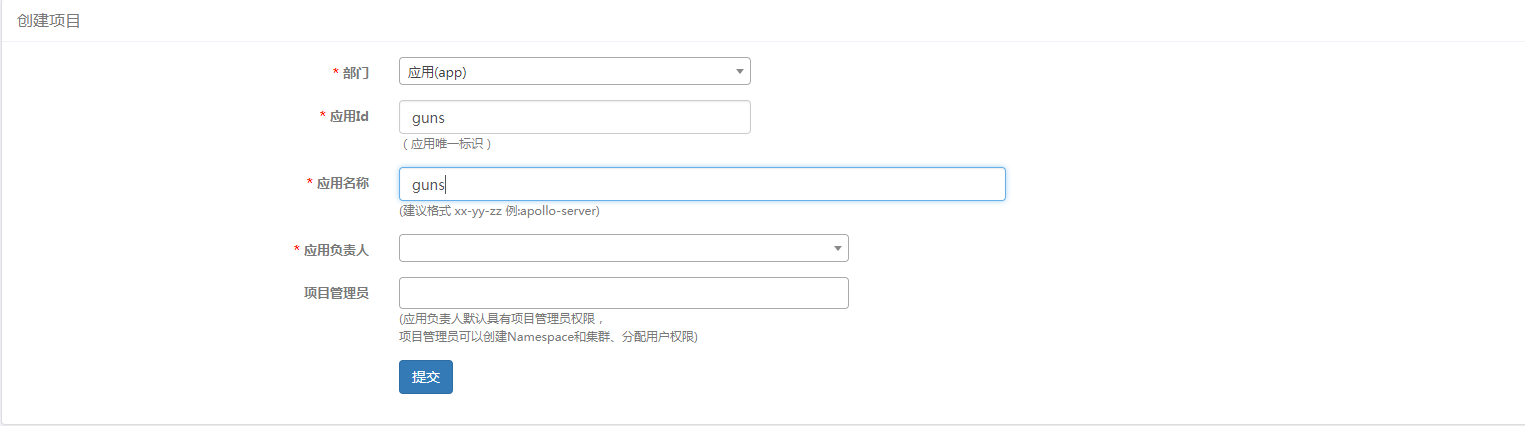 创建项目
* 部门 应用(app)
* 应用Id guns
( 应用唯一标识 )
* 应用名称 guns
(建议格式 xx-yy-zz 例:apollo-server)
* 应用负责人
项目管理员
(应用负责人默认具有项目管理员权限，
项目管理员可以创建Namespace和集群、分配用户权限)
提交